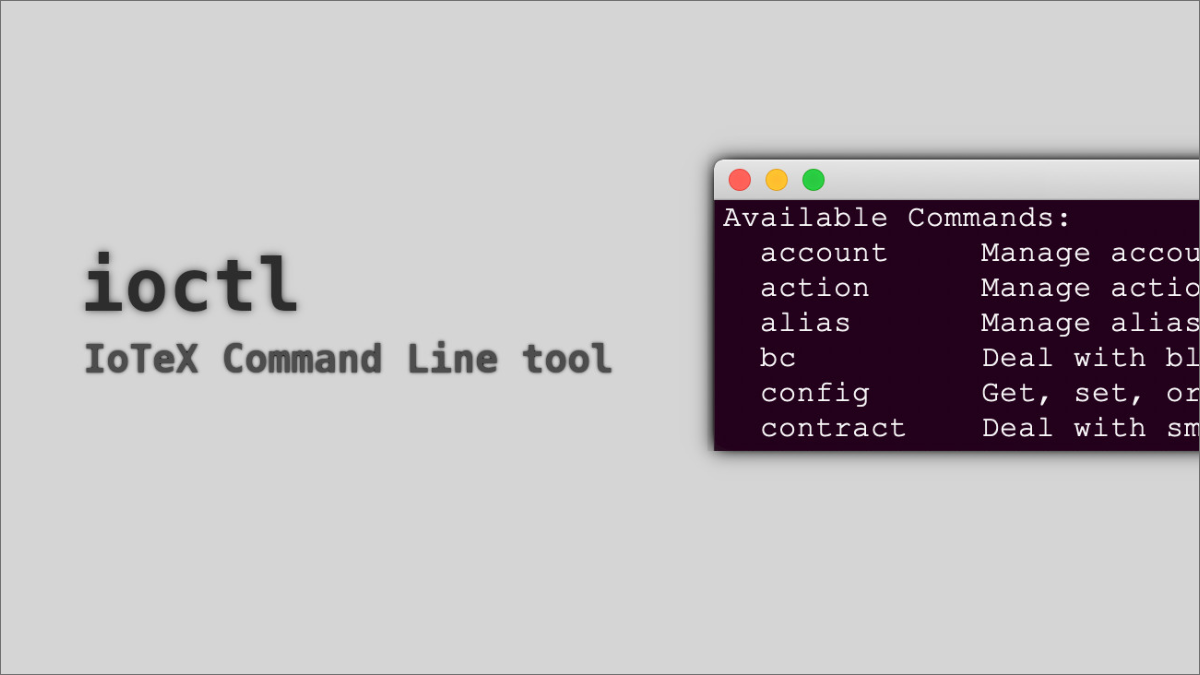 ioctl
IoTeX Command Line tool
Available Commands:
account Manage accou
action Manage actio
alias Manage alias
bc Deal with bl
config Get, set, or
contract Deal with sm